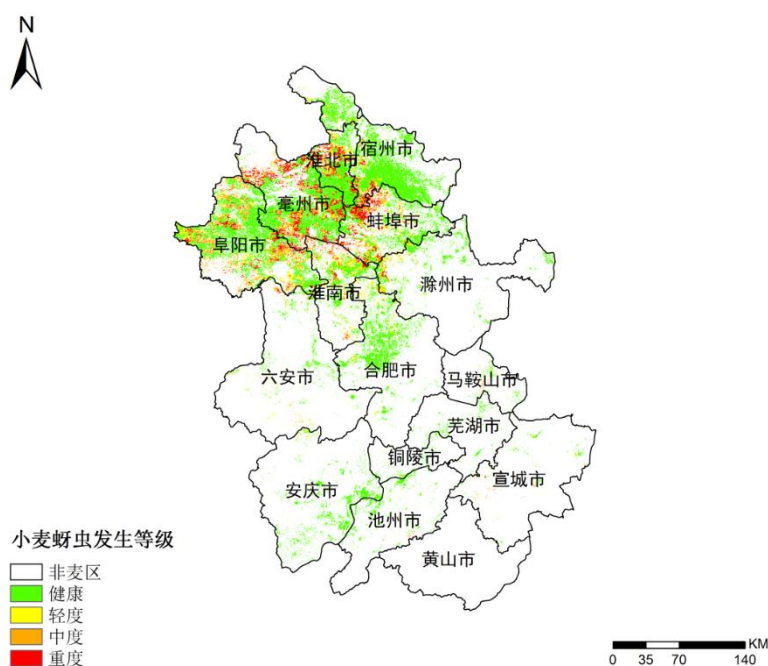 N
淮北市
宿州市
亳州市
蚌埠市
阜阳市
滁州市
淮南市
合肥市
六安市
马鞍山市
芜湖市
铜陵市
宣城市
安庆市
池州市
黄山市
小麦蚜虫发生等级
非麦区
健康
轻度
中度
重度
KM
0 35 70 140